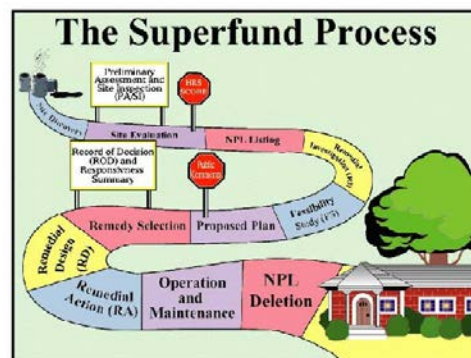 The Superfund Process
Preliminary
Assessment and
Site Inspection
(PA/SI)
HRS
SCORE
Site Discovery
Site Evaluation
NPL Listing
Remedial
Investigation (RI)
Record of Decision
(ROD) and
Responsivness
Summary
Public
Comment
Feasibility
Study (FS)
Proposed Plan
Remedy Selection
Remedial
Design (RD)
Remedial
Action (RA)
Operation
and
Maintenance
NPL
Deletion